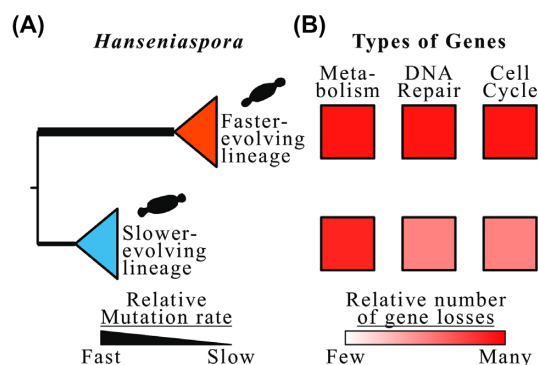 (A)
Hanseniaspora
Faster-
evolving
lineage
Slower-
evolving
lineage
Relative
Mutation rate
Fast Slow
(B)
Types of Genes
Meta-
bolism
DNA
Repair
Cell
Cycle
Relative number
of gene losses
Few Many